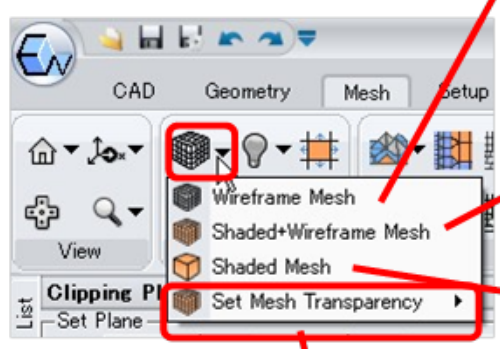 CAD Geometry Mesh Setup
Wireframe Mesh
Shaded+Wireframe Mesh
Shaded Mesh
Set Mesh Transparency
View
Clipping Pl
List
Set Plane